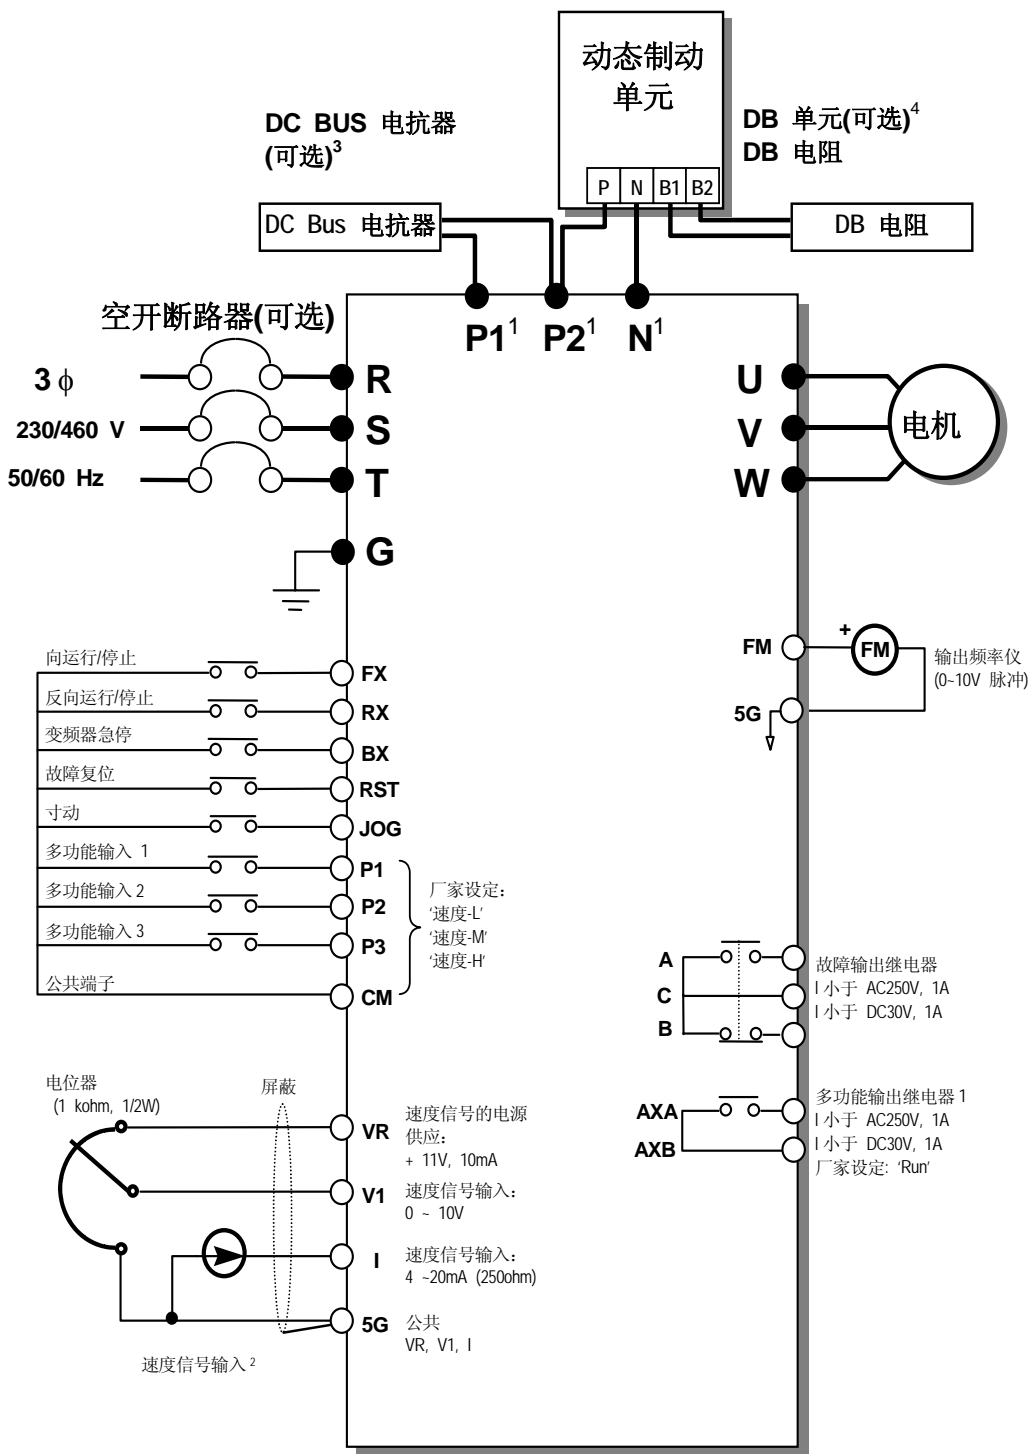 动态制动
单元
DC BUS 电抗器
(可选)³
DB 单元(可选)⁴
DB 电阻
P N B1 B2
DC Bus 电抗器
DB 电阻
空开断路器(可选)
P1¹ P2¹ N¹
3 ϕ
R
U
230/460 V
S
V
电机
50/60 Hz
T
W
G
FM
+
FM
输出频率仪
(0~10V 脉冲)
5G
向运行/停止
FX
反向运行/停止
RX
变频器急停
BX
故障复位
RST
寸动
JOG
多功能输入 1
P1
多功能输入 2
P2
多功能输入 3
P3
公共端子
CM
厂家设定:
‘速度-L’
‘速度-M’
‘速度-H’
A
C
B
故障输出继电器
I 小于 AC250V, 1A
I 小于 DC30V, 1A
AXA
AXB
多功能输出继电器 1
I 小于 AC250V, 1A
I 小于 DC30V, 1A
厂家设定: ‘Run’
电位器
(1 kohm, 1/2W)
屏蔽
VR
速度信号的电源
供应:
+ 11V, 10mA
V1
速度信号输入:
0 ~ 10V
I
速度信号输入:
4 ~20mA (250ohm)
5G
公共
VR, V1, I
速度信号输入 ²